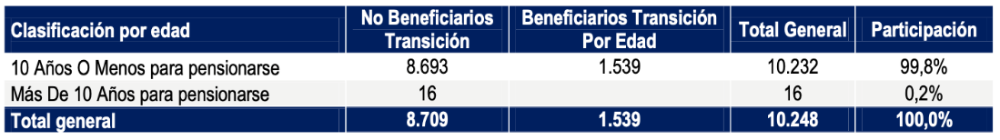 Clasificación por edad No Beneficiarios Transición Beneficiarios Transición Por Edad Total General Participación
10 Años O Menos para pensionarse 8.693 1.539 10.232 99,8%
Más De 10 Años para pensionarse 16 16 0,2%
Total general 8.709 1.539 10.248 100,0%